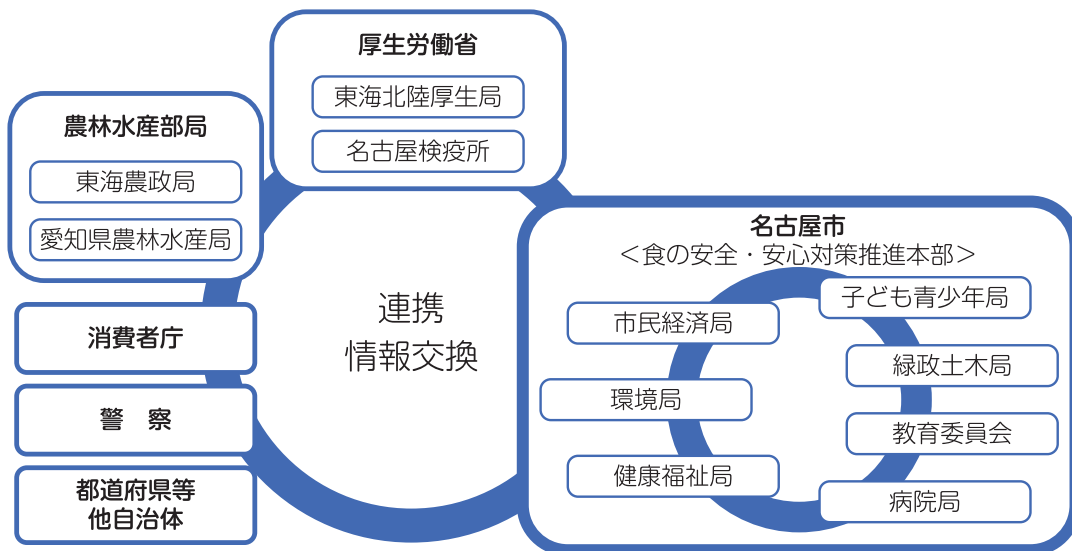 厚生労働省
東海北陸厚生局
名古屋検疫所
農林水産部局
東海農政局
愛知県農林水産局
消費者庁
警　察
都道府県等
他自治体
連携
情報交換
名古屋市
＜食の安全・安心対策推進本部＞
市民経済局
環境局
健康福祉局
子ども青少年局
緑政土木局
教育委員会
病院局